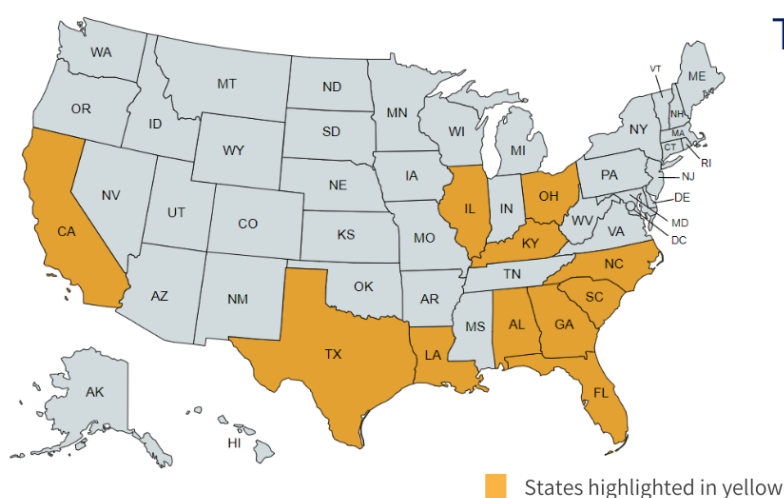 T
WA
MT
ND
MN
VT
ME
OR
ID
SD
WI
NY
NH
MA
CT
RI
WY
MI
PA
NJ
NV
NE
IA
IL
IN
OH
DE
UT
CO
KS
MO
KY
WV
VA
MD
DC
CA
AZ
NM
OK
AR
TN
NC
SC
TX
LA
MS
AL
GA
FL
AK
HI
States highlighted in yellow